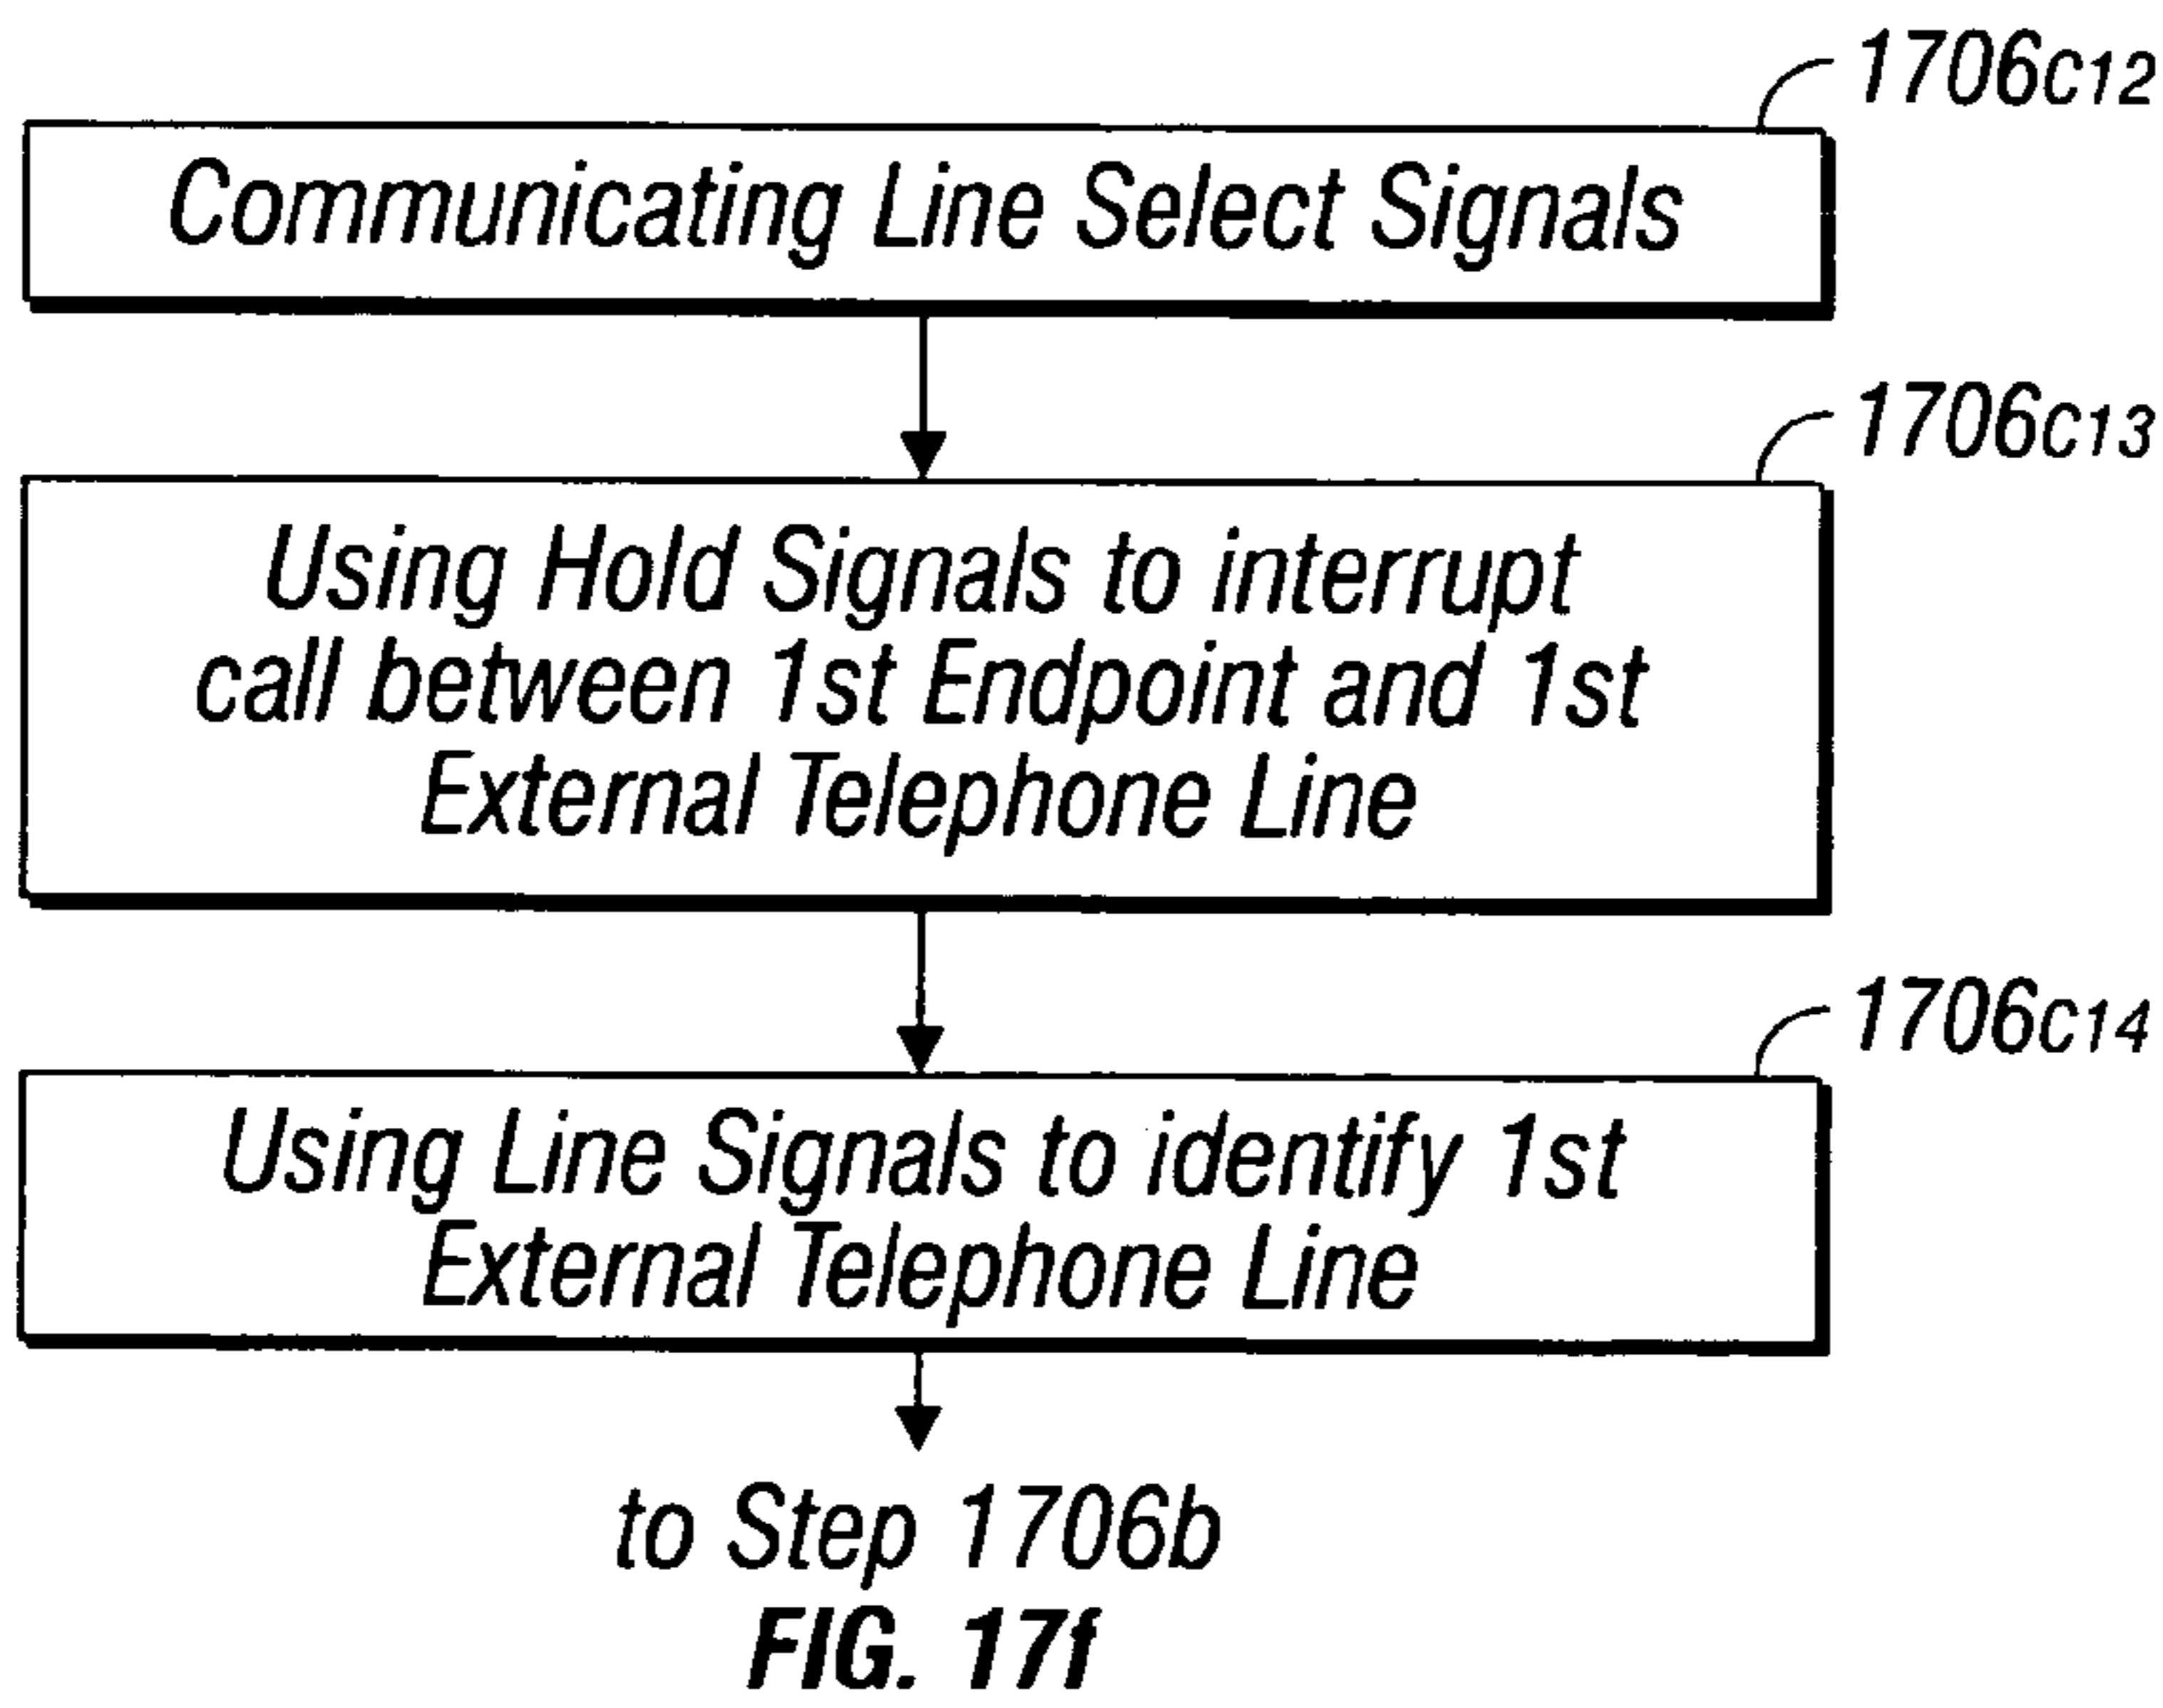 1706c12
Communicating Line Select Signals
1706c13
Using Hold Signals to interrupt
call between 1st Endpoint and 1st
External Telephone Line
1706c14
Using Line Signals to identify 1st
External Telephone Line
to Step 1706b
FIG. 17f